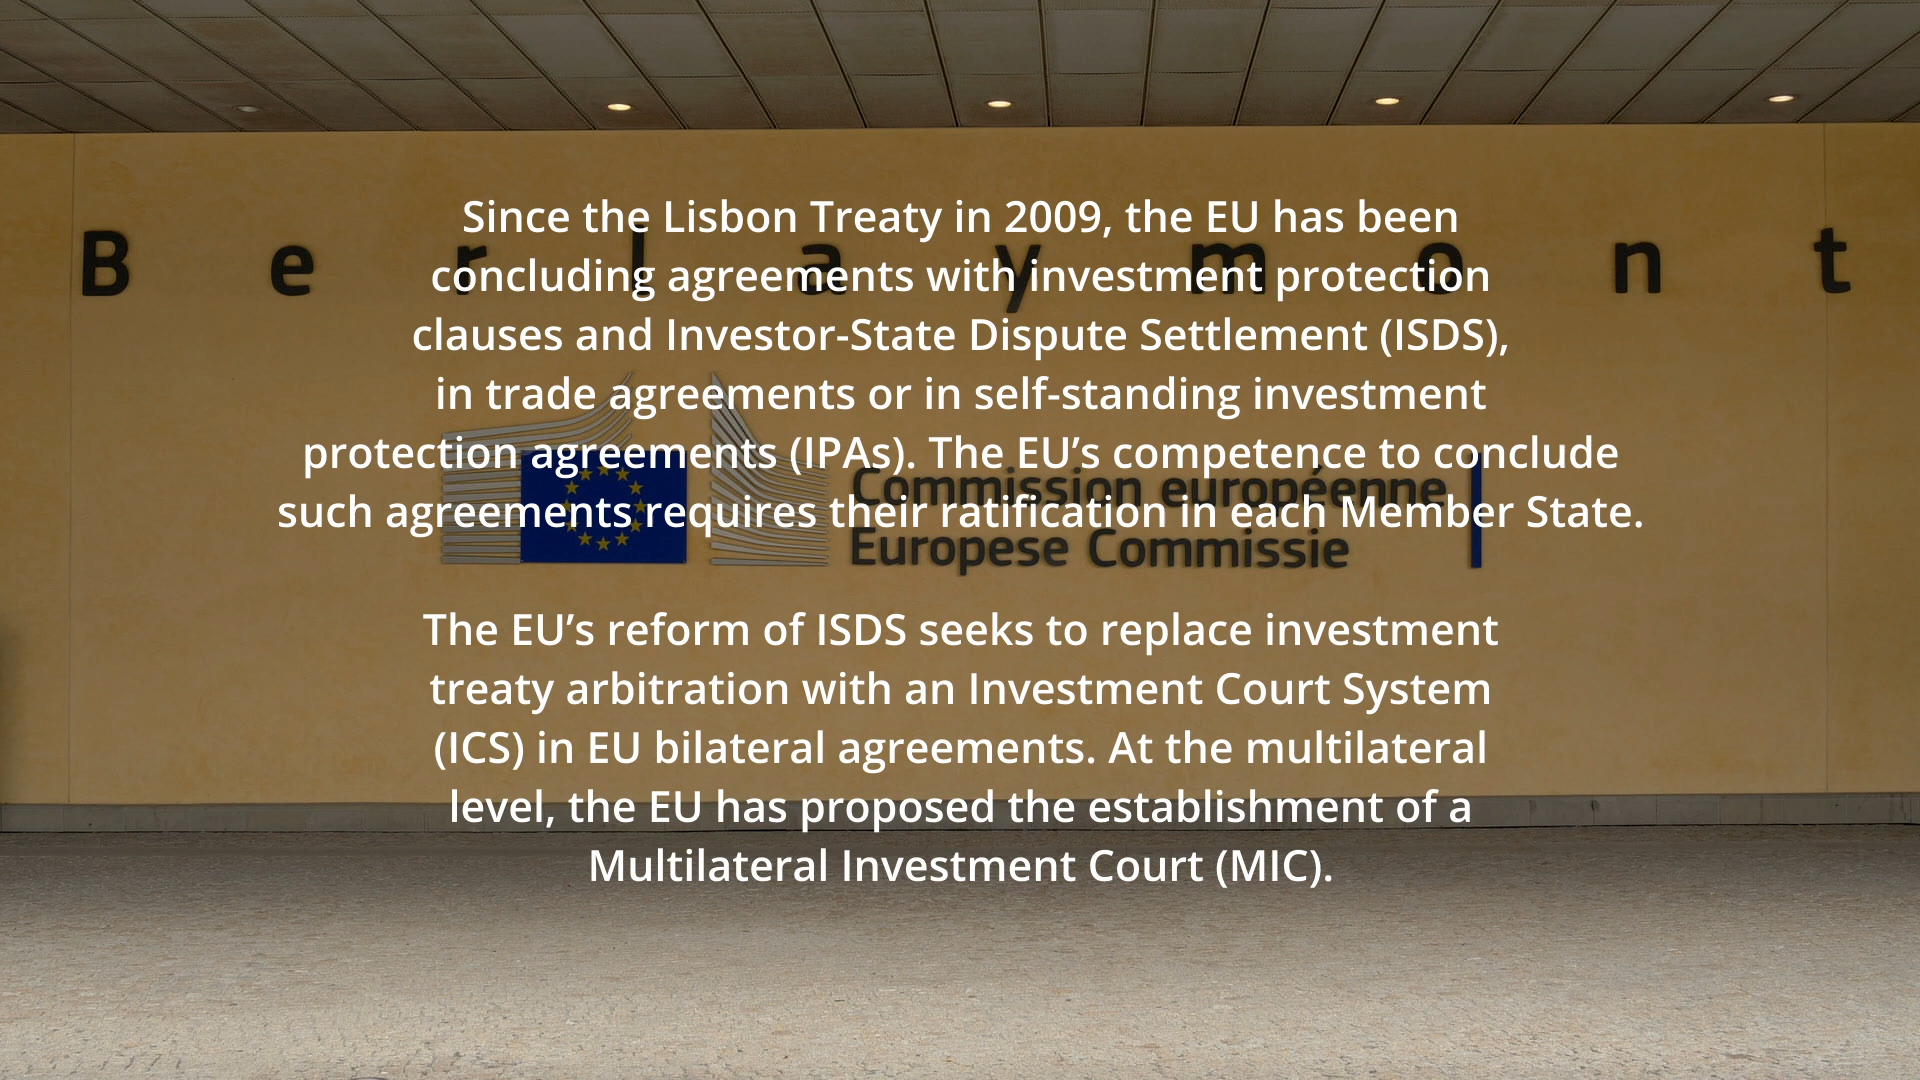 Since the Lisbon Treaty in 2009, the EU has been
concluding agreements with investment protection
clauses and Investor-State Dispute Settlement (ISDS),
in trade agreements or in self-standing investment
protection agreements (IPAs). The EU’s competence to conclude
such agreements requires their ratification in each Member State.
The EU’s reform of ISDS seeks to replace investment
treaty arbitration with an Investment Court System
(ICS) in EU bilateral agreements. At the multilateral
level, the EU has proposed the establishment of a
Multilateral Investment Court (MIC).
Berlaymont
Commission européenne
Europese Commissie